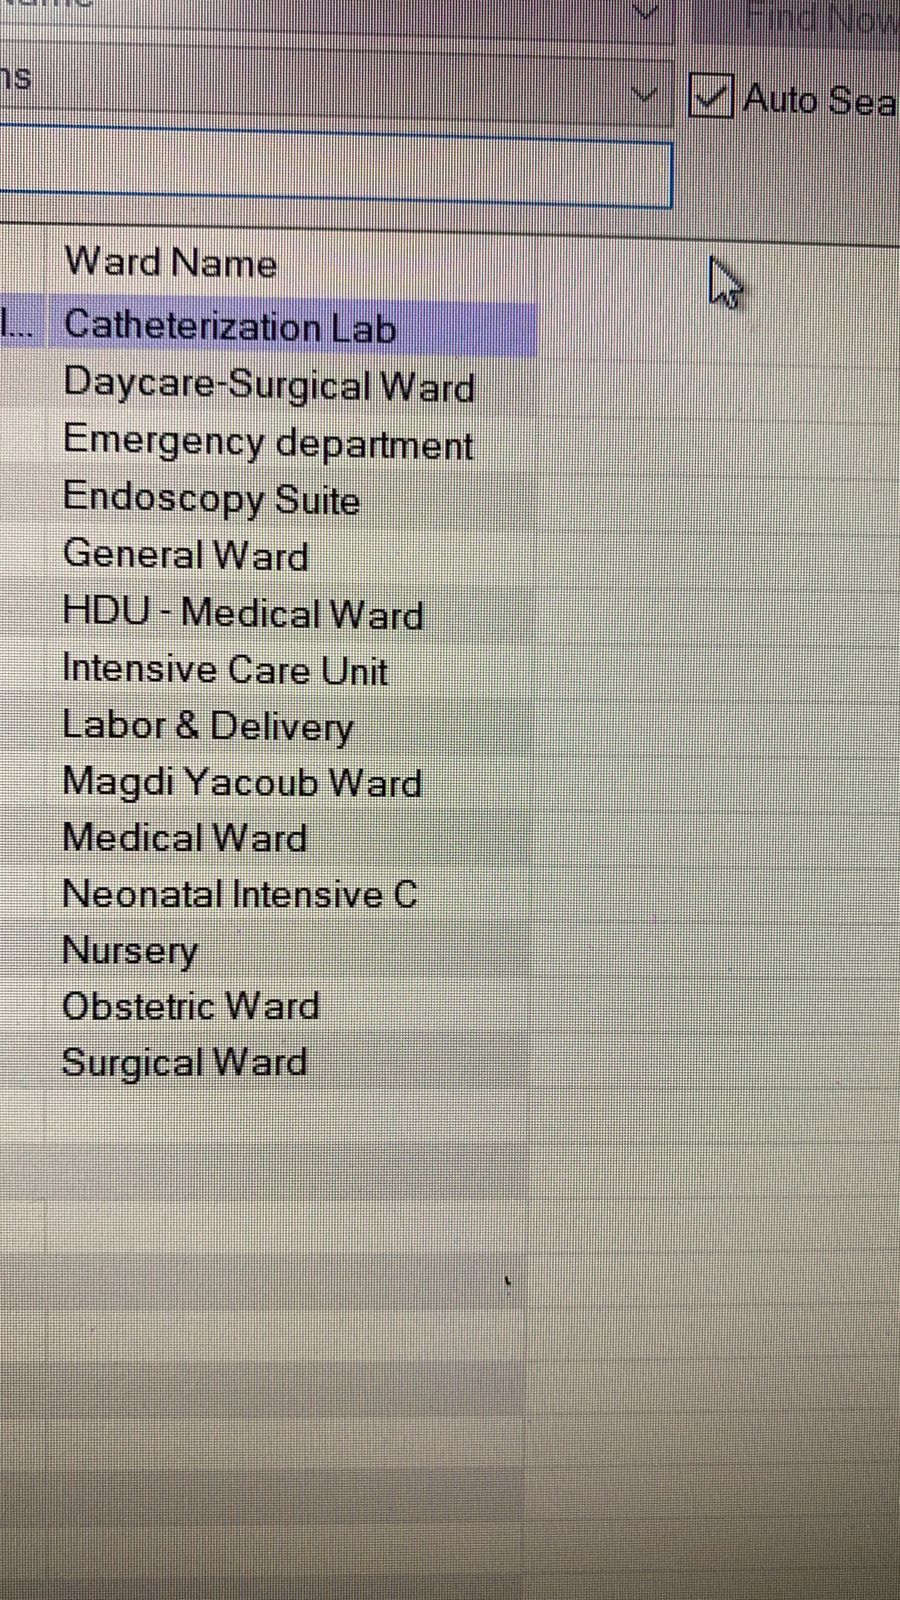 Find Now
ns
Auto Sea
Ward Name
l... Catheterization Lab
Daycare-Surgical Ward
Emergency department
Endoscopy Suite
General Ward
HDU - Medical Ward
Intensive Care Unit
Labor & Delivery
Magdi Yacoub Ward
Medical Ward
Neonatal Intensive C
Nursery
Obstetric Ward
Surgical Ward